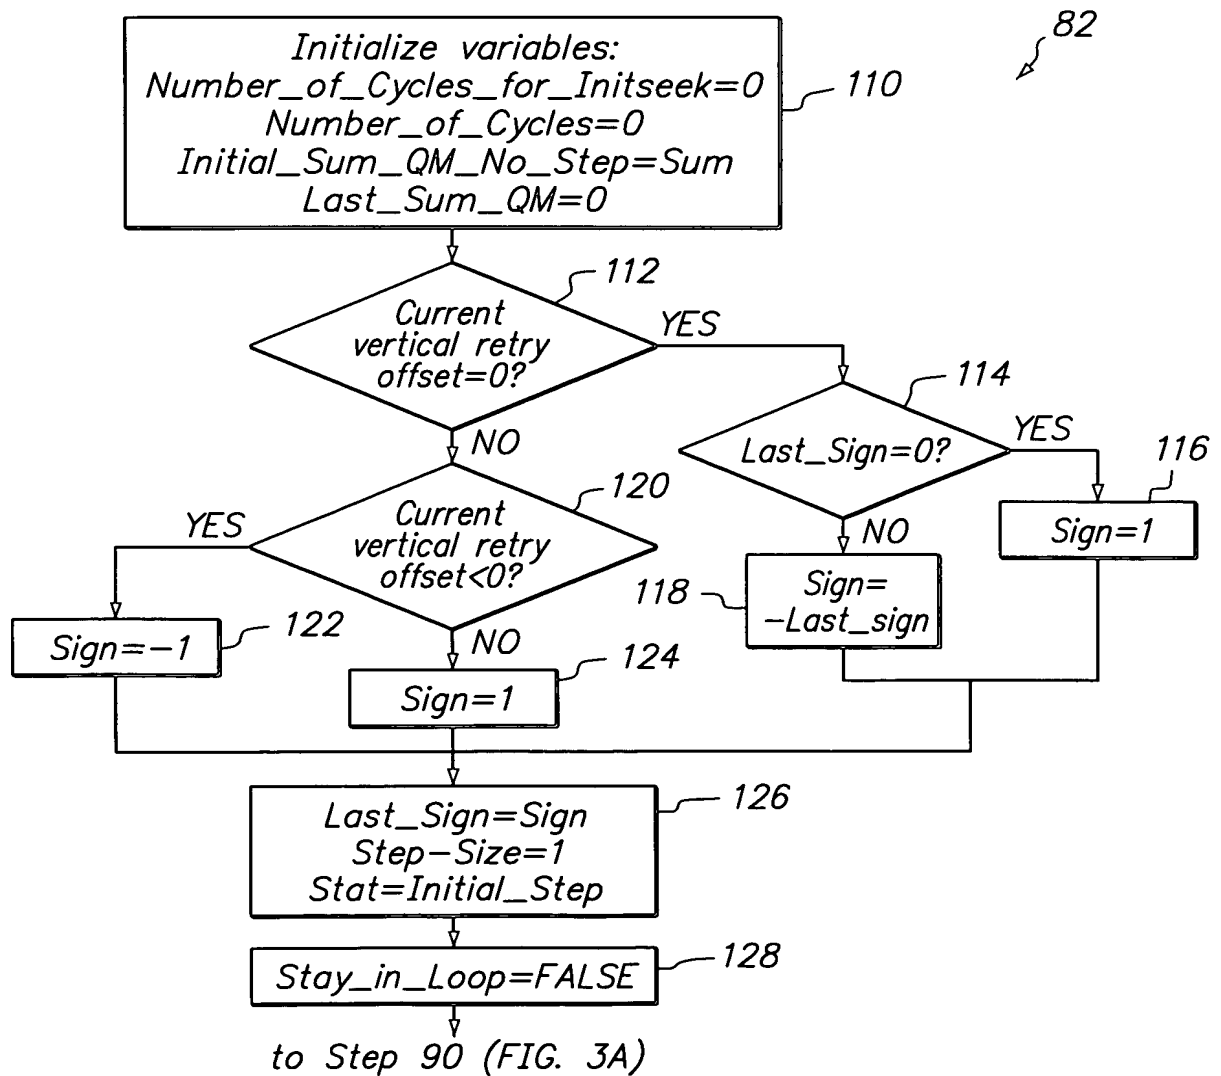 82
Initialize variables:
Number_of_Cycles_for_Initseek=0
Number_of_Cycles=0
Initial_Sum_QM_No_Step=Sum
Last_Sum_QM=0
110
112
Current
vertical retry
offset=0?
YES
NO
114
Last_Sign=0?
YES
NO
116
Sign=1
118
Sign=
-Last_sign
120
Current
vertical retry
offset<0?
YES
NO
122
Sign=-1
124
Sign=1
126
Last_Sign=Sign
Step-Size=1
Stat=Initial_Step
128
Stay_in_Loop=FALSE
to Step 90 (FIG. 3A)